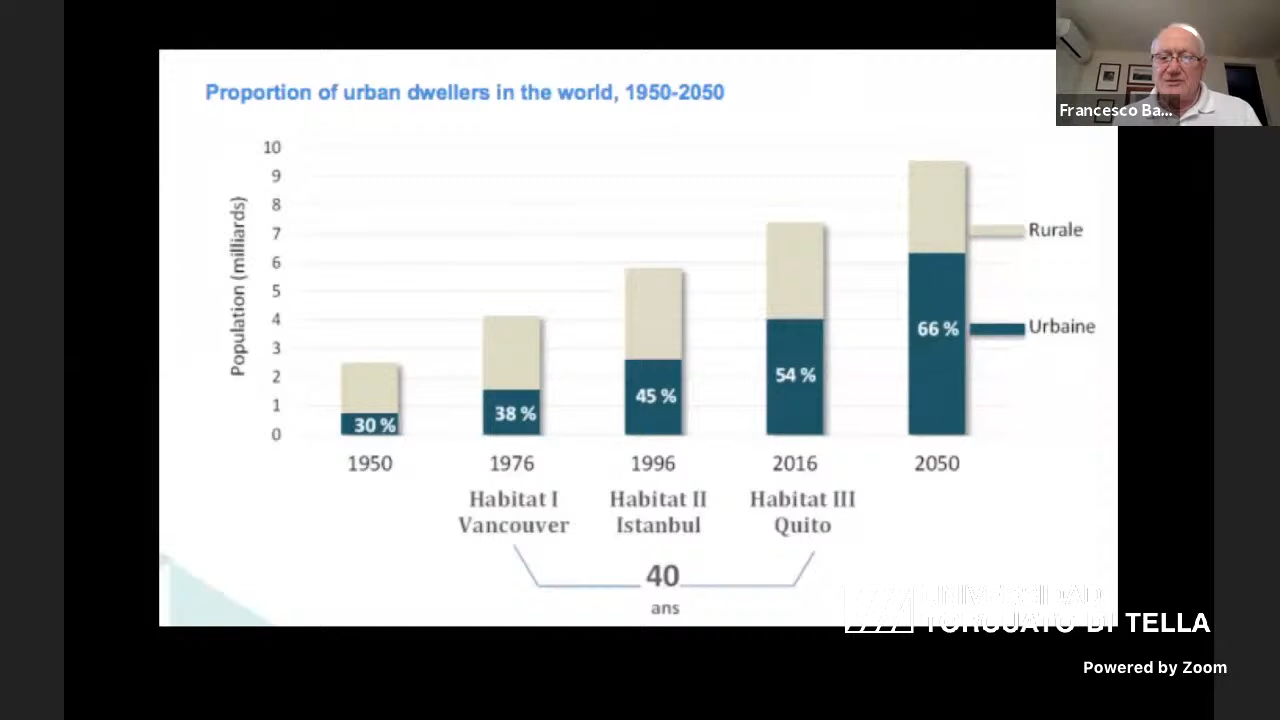 Proportion of urban dwellers in the world, 1950-2050
Francesco Ba...
Population (milliards)
10
9
8
7
6
5
4
3
2
1
0
30 %
38 %
45 %
54 %
66 %
Rurale
Urbaine
1950
1976
1996
2016
2050
Habitat I
Vancouver
Habitat II
Istanbul
Habitat III
Quito
40
ans
UNIVERSIDAD
TORCUATO DI TELLA
Powered by Zoom